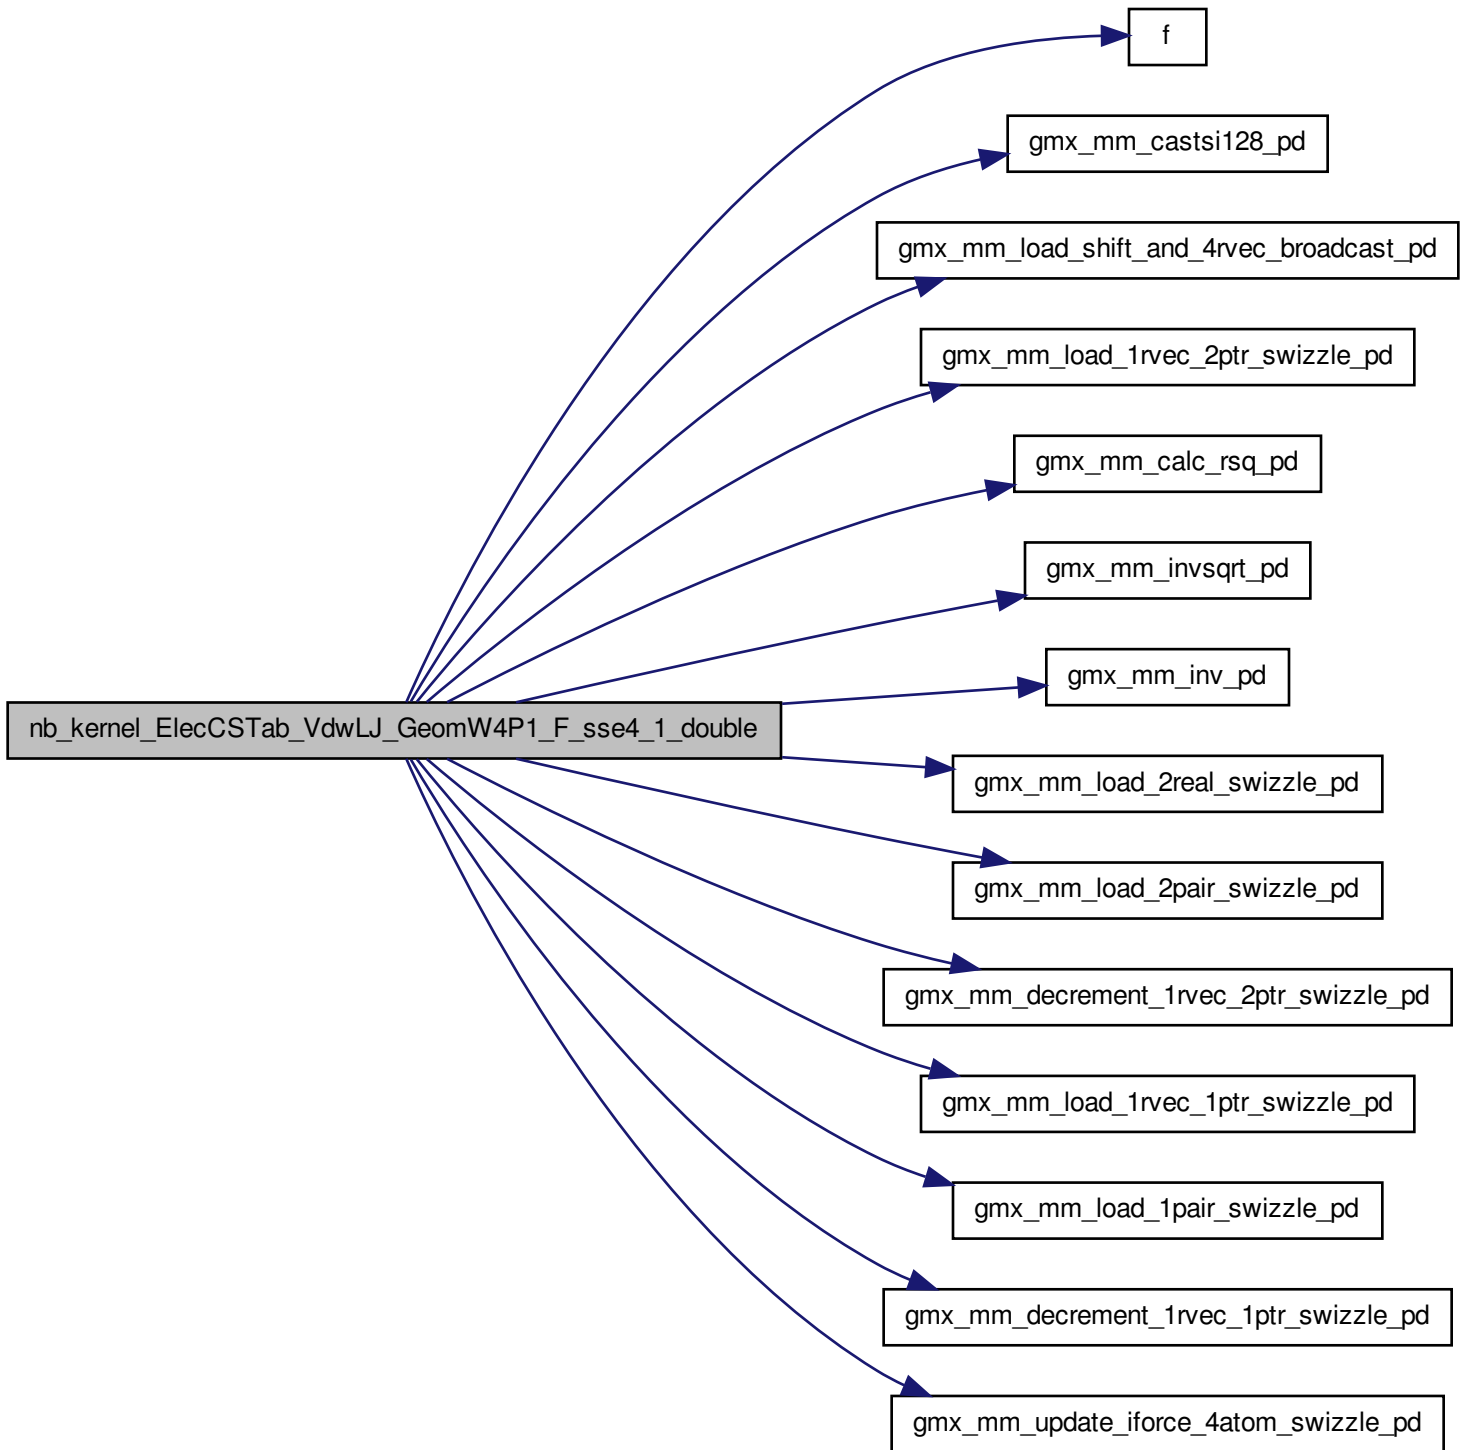 f
gmx_mm_castsi128_pd
gmx_mm_load_shift_and_4rvec_broadcast_pd
gmx_mm_load_1rvec_2ptr_swizzle_pd
gmx_mm_calc_rsq_pd
gmx_mm_invsqrt_pd
gmx_mm_inv_pd
nb_kernel_ElecCSTab_VdwLJ_GeomW4P1_F_sse4_1_double
gmx_mm_load_2real_swizzle_pd
gmx_mm_load_2pair_swizzle_pd
gmx_mm_decrement_1rvec_2ptr_swizzle_pd
gmx_mm_load_1rvec_1ptr_swizzle_pd
gmx_mm_load_1pair_swizzle_pd
gmx_mm_decrement_1rvec_1ptr_swizzle_pd
gmx_mm_update_iforce_4atom_swizzle_pd